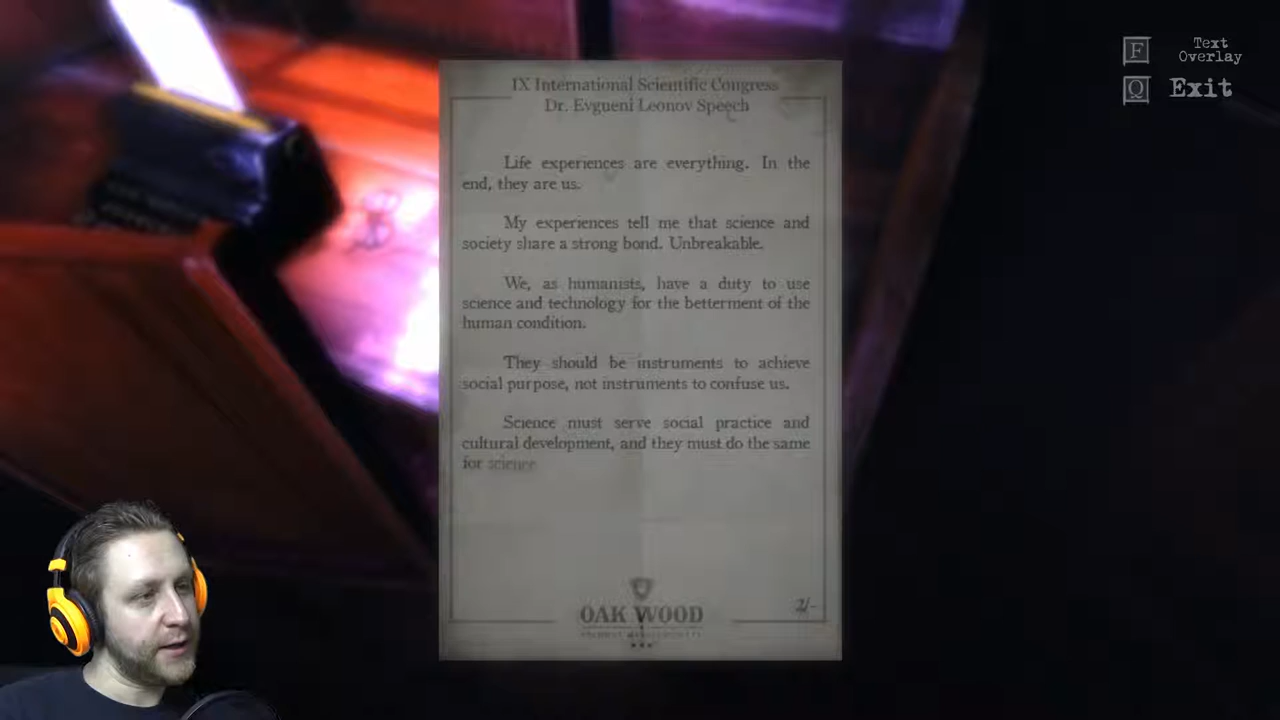 F Text
Overlay
Q Exit
IX International Scientific Congress
Dr. Evgueni Leonov Speech
Life experiences are everything. In the
end, they are us.
My experiences tell me that science and
society share a strong bond. Unbreakable.
We, as humanists, have a duty to use
science and technology for the betterment of the
human condition.
They should be instruments to achieve
social purpose, not instruments to confuse us.
Science must serve social practice and
cultural development, and they must do the same
for science
2/-
OAK WOOD